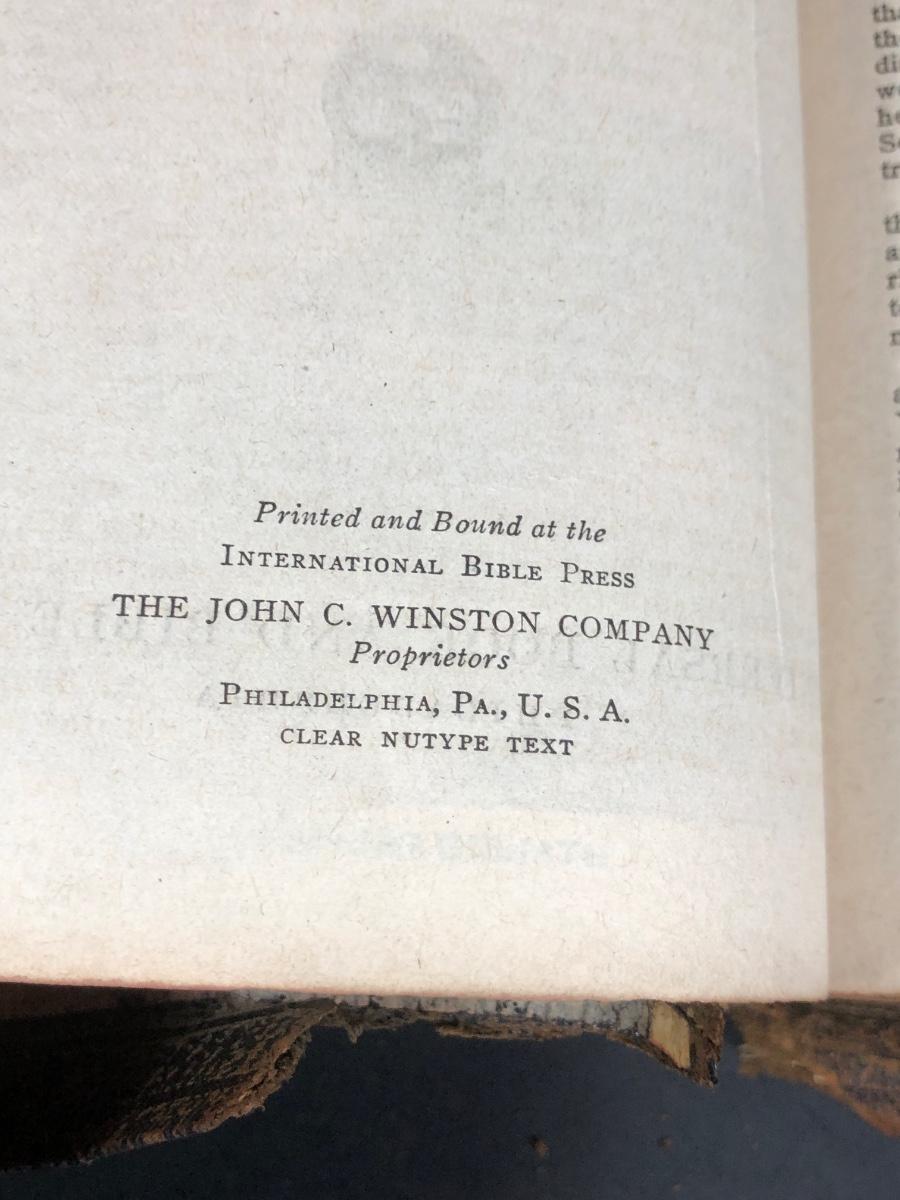 Printed and Bound at the
INTERNATIONAL BIBLE PRESS
THE JOHN C. WINSTON COMPANY
Proprietors
PHILADELPHIA, PA., U. S. A.
CLEAR NUTYPE TEXT